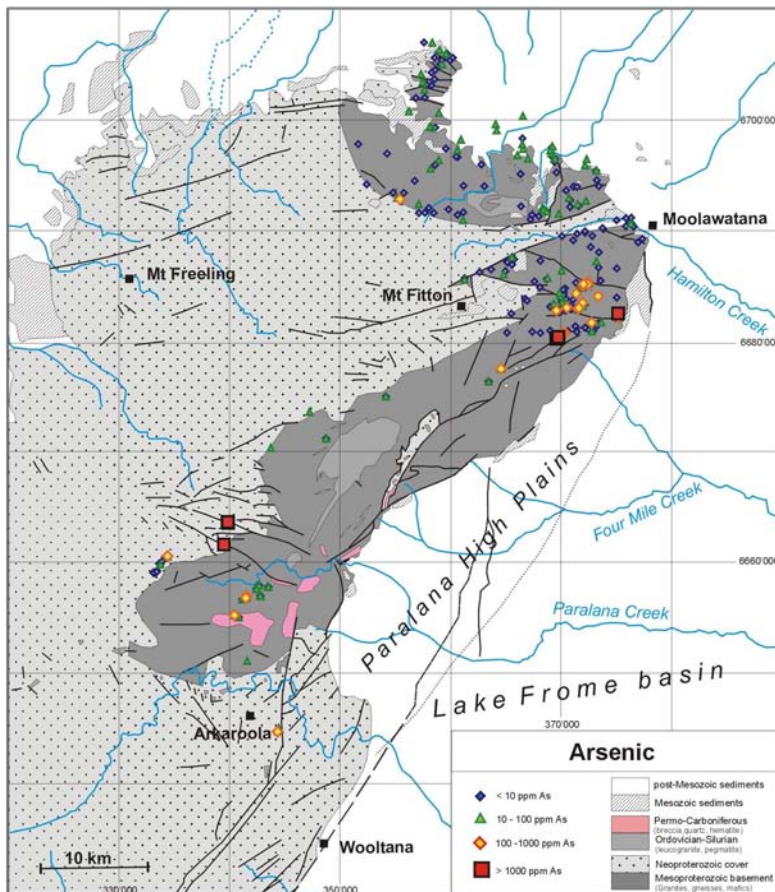 6700'000
Moolawatana
Mt Freeling
Mt Fitton
Hamilton Creek
6680'000
Paralana High Plains
Four Mile Creek
6660'000
Paralana Creek
Lake Frome basin
Arkaroola
370'000
Wooltana
10 km
350'000
Arsenic
< 10 ppm As
10 - 100 ppm As
100 -1000 ppm As
> 1000 ppm As
post-Mesozoic sediments
Mesozoic sediments
Permo-Carboniferous
(breccia quartz, hematite)
Ordovician-Silurian
(leucogranite, pegmatite)
Neoproterozoic cover
Mesoproterozoic basement
(Granites, gneisses, mafics)